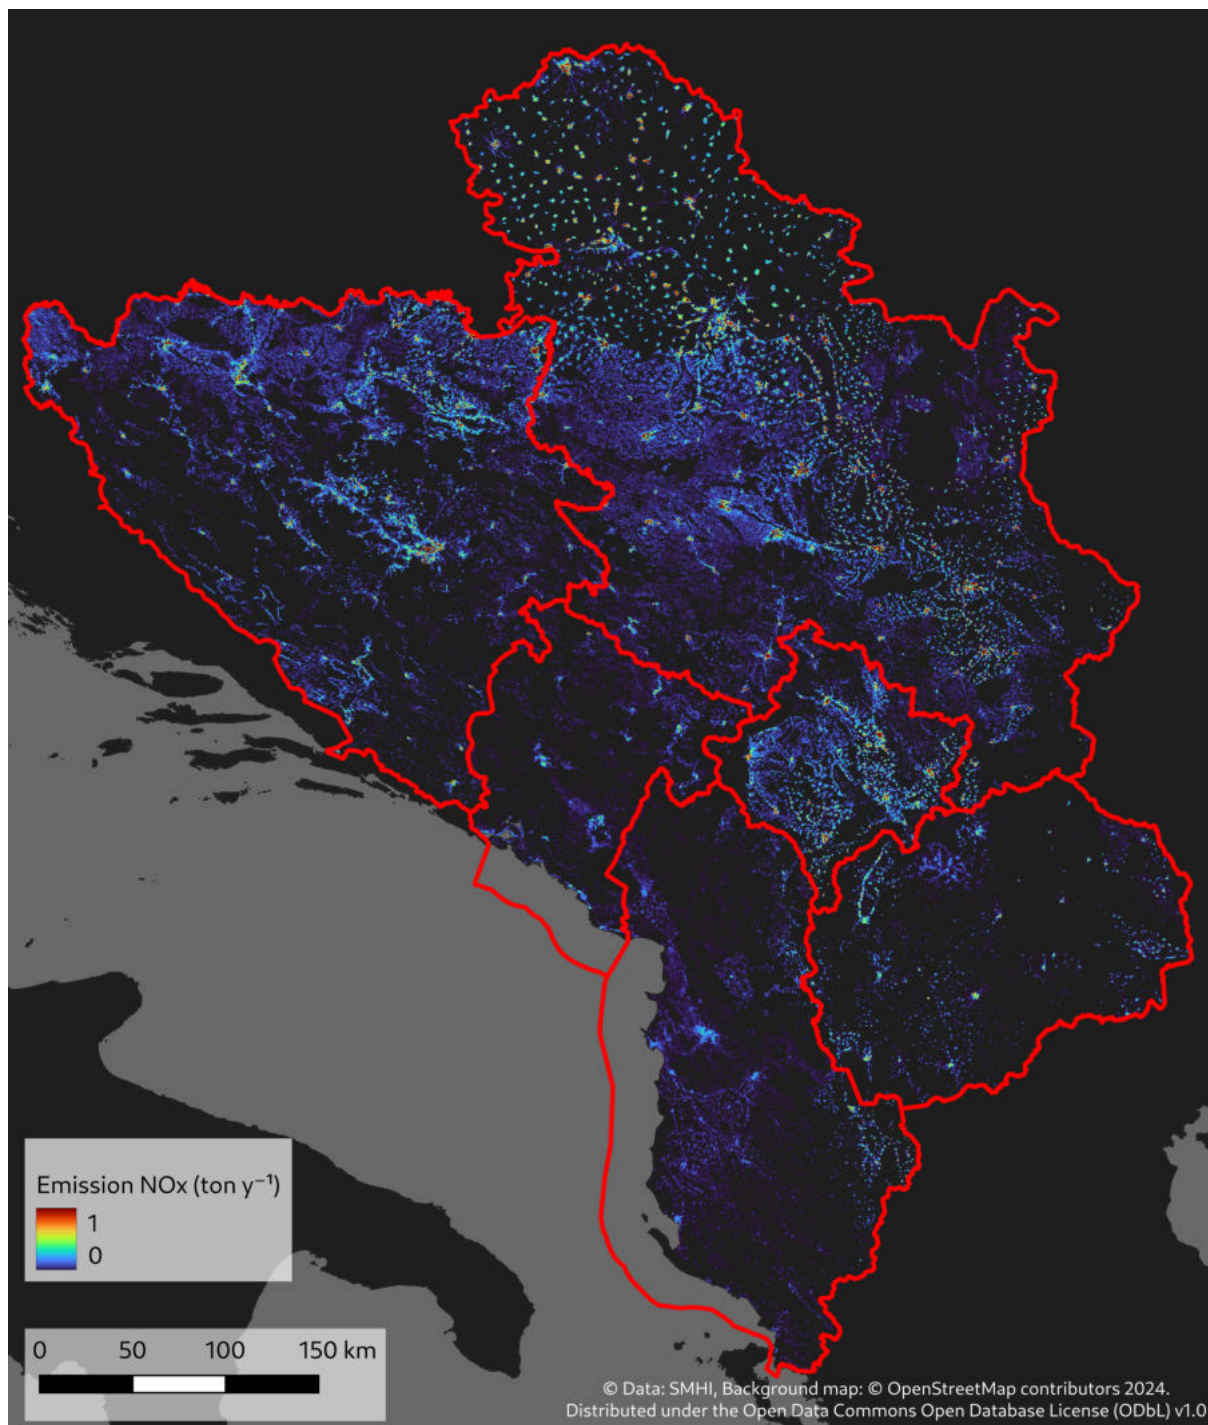 Emission NOx (ton y⁻¹)
1
0
0 50 100 150 km
© Data: SMHI, Background map: © OpenStreetMap contributors 2024.
Distributed under the Open Data Commons Open Database License (ODbL) v1.0